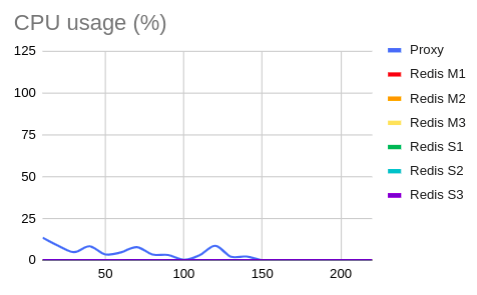 CPU usage (%)
125
100
75
50
25
0
50
100
150
200
Proxy
Redis M1
Redis M2
Redis M3
Redis S1
Redis S2
Redis S3